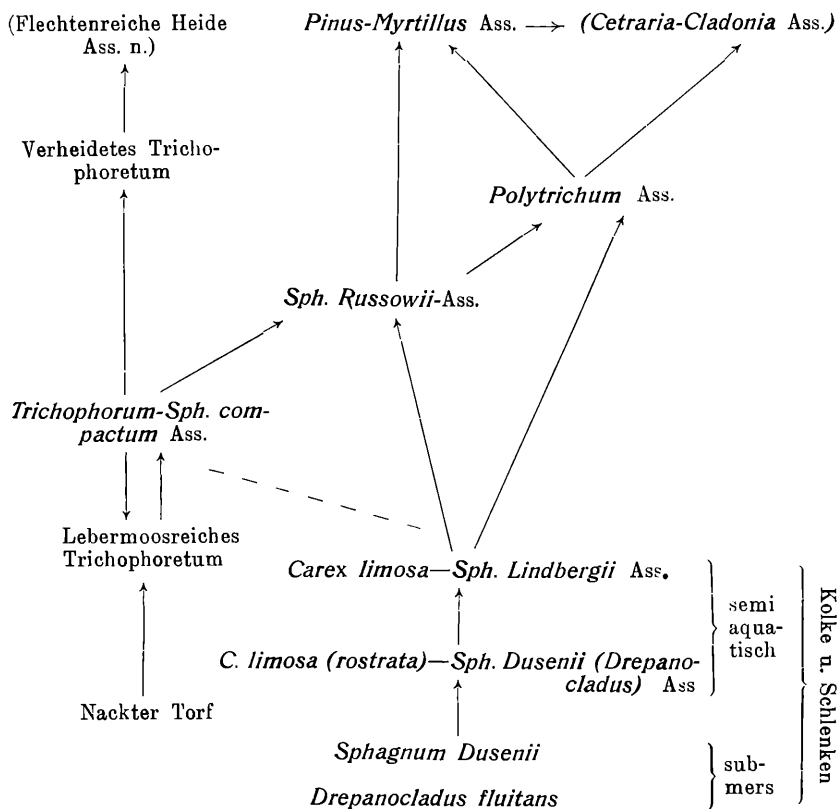 (Flechtenreiche Heide
Ass. n.)
Pinus-Myrtillus Ass.
(Cetraria-Cladonia Ass.)
Verheidetes Tricho-
phoretum
Polytrichum Ass.
Sph. Russowii-Ass.
Trichophorum-Sph. com-
pactum Ass.
Lebermoosreiches
Trichophoretum
Carex limosa—Sph. Lindbergii Ass.
semi
aqua-
tisch
Kolke u. Schlenken
C. limosa (rostrata)—Sph. Dusenii (Drepano-
cladus) Ass
Nackter Torf
Sphagnum Dusenii
sub-
mers
Drepanocladus fluitans